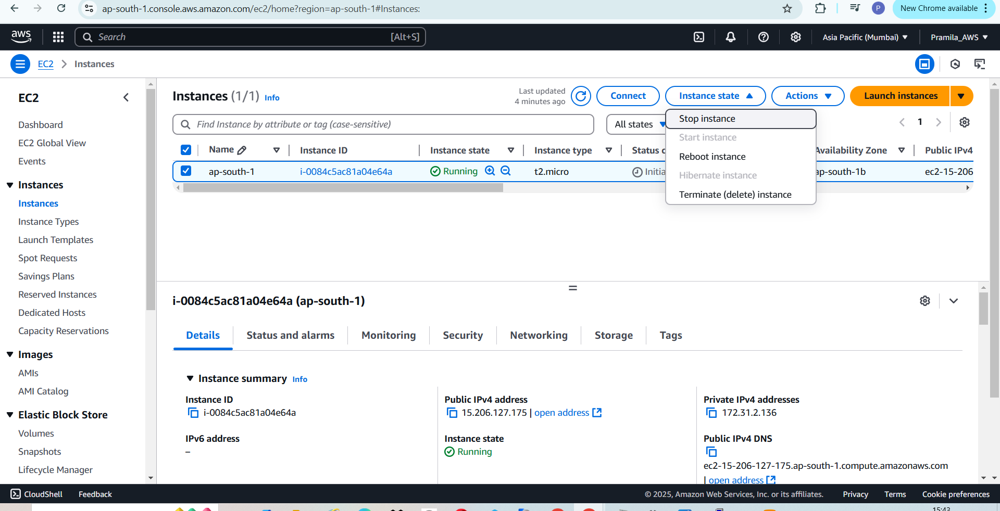 ap-south-1.console.aws.amazon.com/ec2/home?region=ap-south-1#Instances:
P
New Chrome available
aws
Search
[Alt+S]
Asia Pacific (Mumbai)
Pramila_AWS
EC2
Instances
EC2
Dashboard
EC2 Global View
Events
Instances
Instances
Instance Types
Launch Templates
Spot Requests
Savings Plans
Reserved Instances
Dedicated Hosts
Capacity Reservations
Images
AMIs
AMI Catalog
Elastic Block Store
Volumes
Snapshots
Lifecycle Manager
Instances (1/1) Info
Last updated
4 minutes ago
Connect
Instance state
Actions
Launch instances
Find Instance by attribute or tag (case-sensitive)
All states
1
Stop instance
Start instance
Reboot instance
Hibernate instance
Terminate (delete) instance
Name Instance ID Instance state Instance type Status c Availability Zone Public IPv4
ap-south-1 i-0084c5ac81a04e64a Running t2.micro Initia ap-south-1b ec2-15-206
i-0084c5ac81a04e64a (ap-south-1)
Details Status and alarms Monitoring Security Networking Storage Tags
Instance summary Info
Instance ID
i-0084c5ac81a04e64a
Public IPv4 address
15.206.127.175 | open address
Private IPv4 addresses
172.31.2.136
IPv6 address
–
Instance state
Running
Public IPv4 DNS
ec2-15-206-127-175.ap-south-1.compute.amazonaws.com
| open address
CloudShell Feedback
© 2025, Amazon Web Services, Inc. or its affiliates. Privacy Terms Cookie preferences
15:43